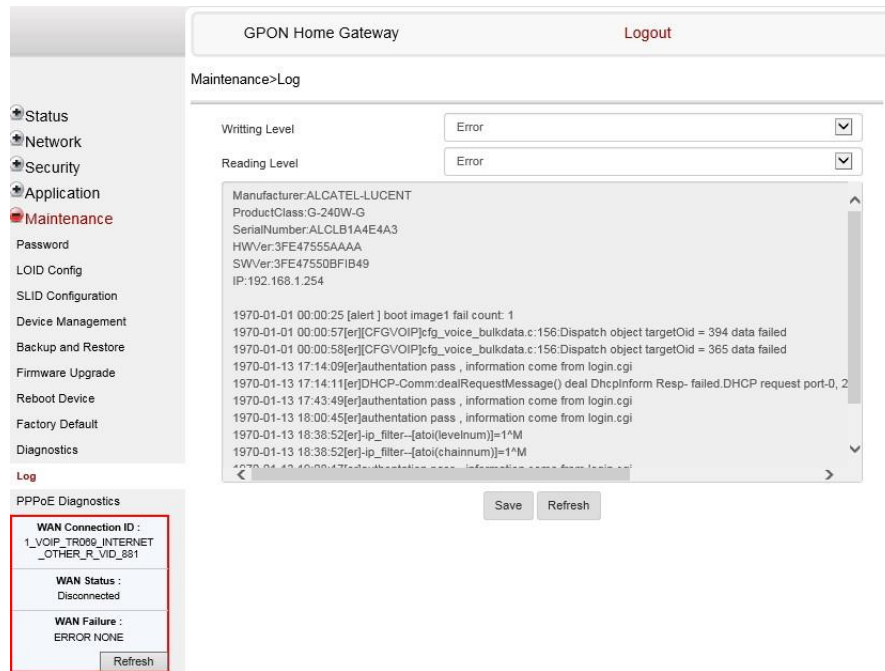 GPON Home Gateway
Logout
Maintenance>Log
Status
Network
Security
Application
Maintenance
Password
LOID Config
SLID Configuration
Device Management
Backup and Restore
Firmware Upgrade
Reboot Device
Factory Default
Diagnostics
Log
PPPoE Diagnostics
WAN Connection ID :
1_VOIP_TR069_INTERNET
_OTHER_R_VID_881
WAN Status :
Disconnected
WAN Failure :
ERROR NONE
Refresh
Writting Level
Error
Reading Level
Error
Manufacturer:ALCATEL-LUCENT
ProductClass:G-240W-G
SerialNumber:ALCLB1A4E4A3
HWVer:3FE47555AAAA
SWVer:3FE47550BFIB49
IP:192.168.1.254
1970-01-01 00:00:25 [alert ] boot image1 fail count: 1
1970-01-01 00:00:57[er][CFGVOIP]cfg_voice_bulkdata.c:156:Dispatch object targetOid = 394 data failed
1970-01-01 00:00:58[er][CFGVOIP]cfg_voice_bulkdata.c:156:Dispatch object targetOid = 365 data failed
1970-01-13 17:14:09[er]authentation pass , information come from login.cgi
1970-01-13 17:14:11[er]DHCP-Comm:dealRequestMessage() deal DhcpInform Resp- failed.DHCP request port-0, 2
1970-01-13 17:43:49[er]authentation pass , information come from login.cgi
1970-01-13 18:00:45[er]authentation pass , information come from login.cgi
1970-01-13 18:38:52[er]-ip_filter--[atoi(levelnum)]=1^M
1970-01-13 18:38:52[er]-ip_filter--[atoi(chainnum)]=1^M
Save
Refresh